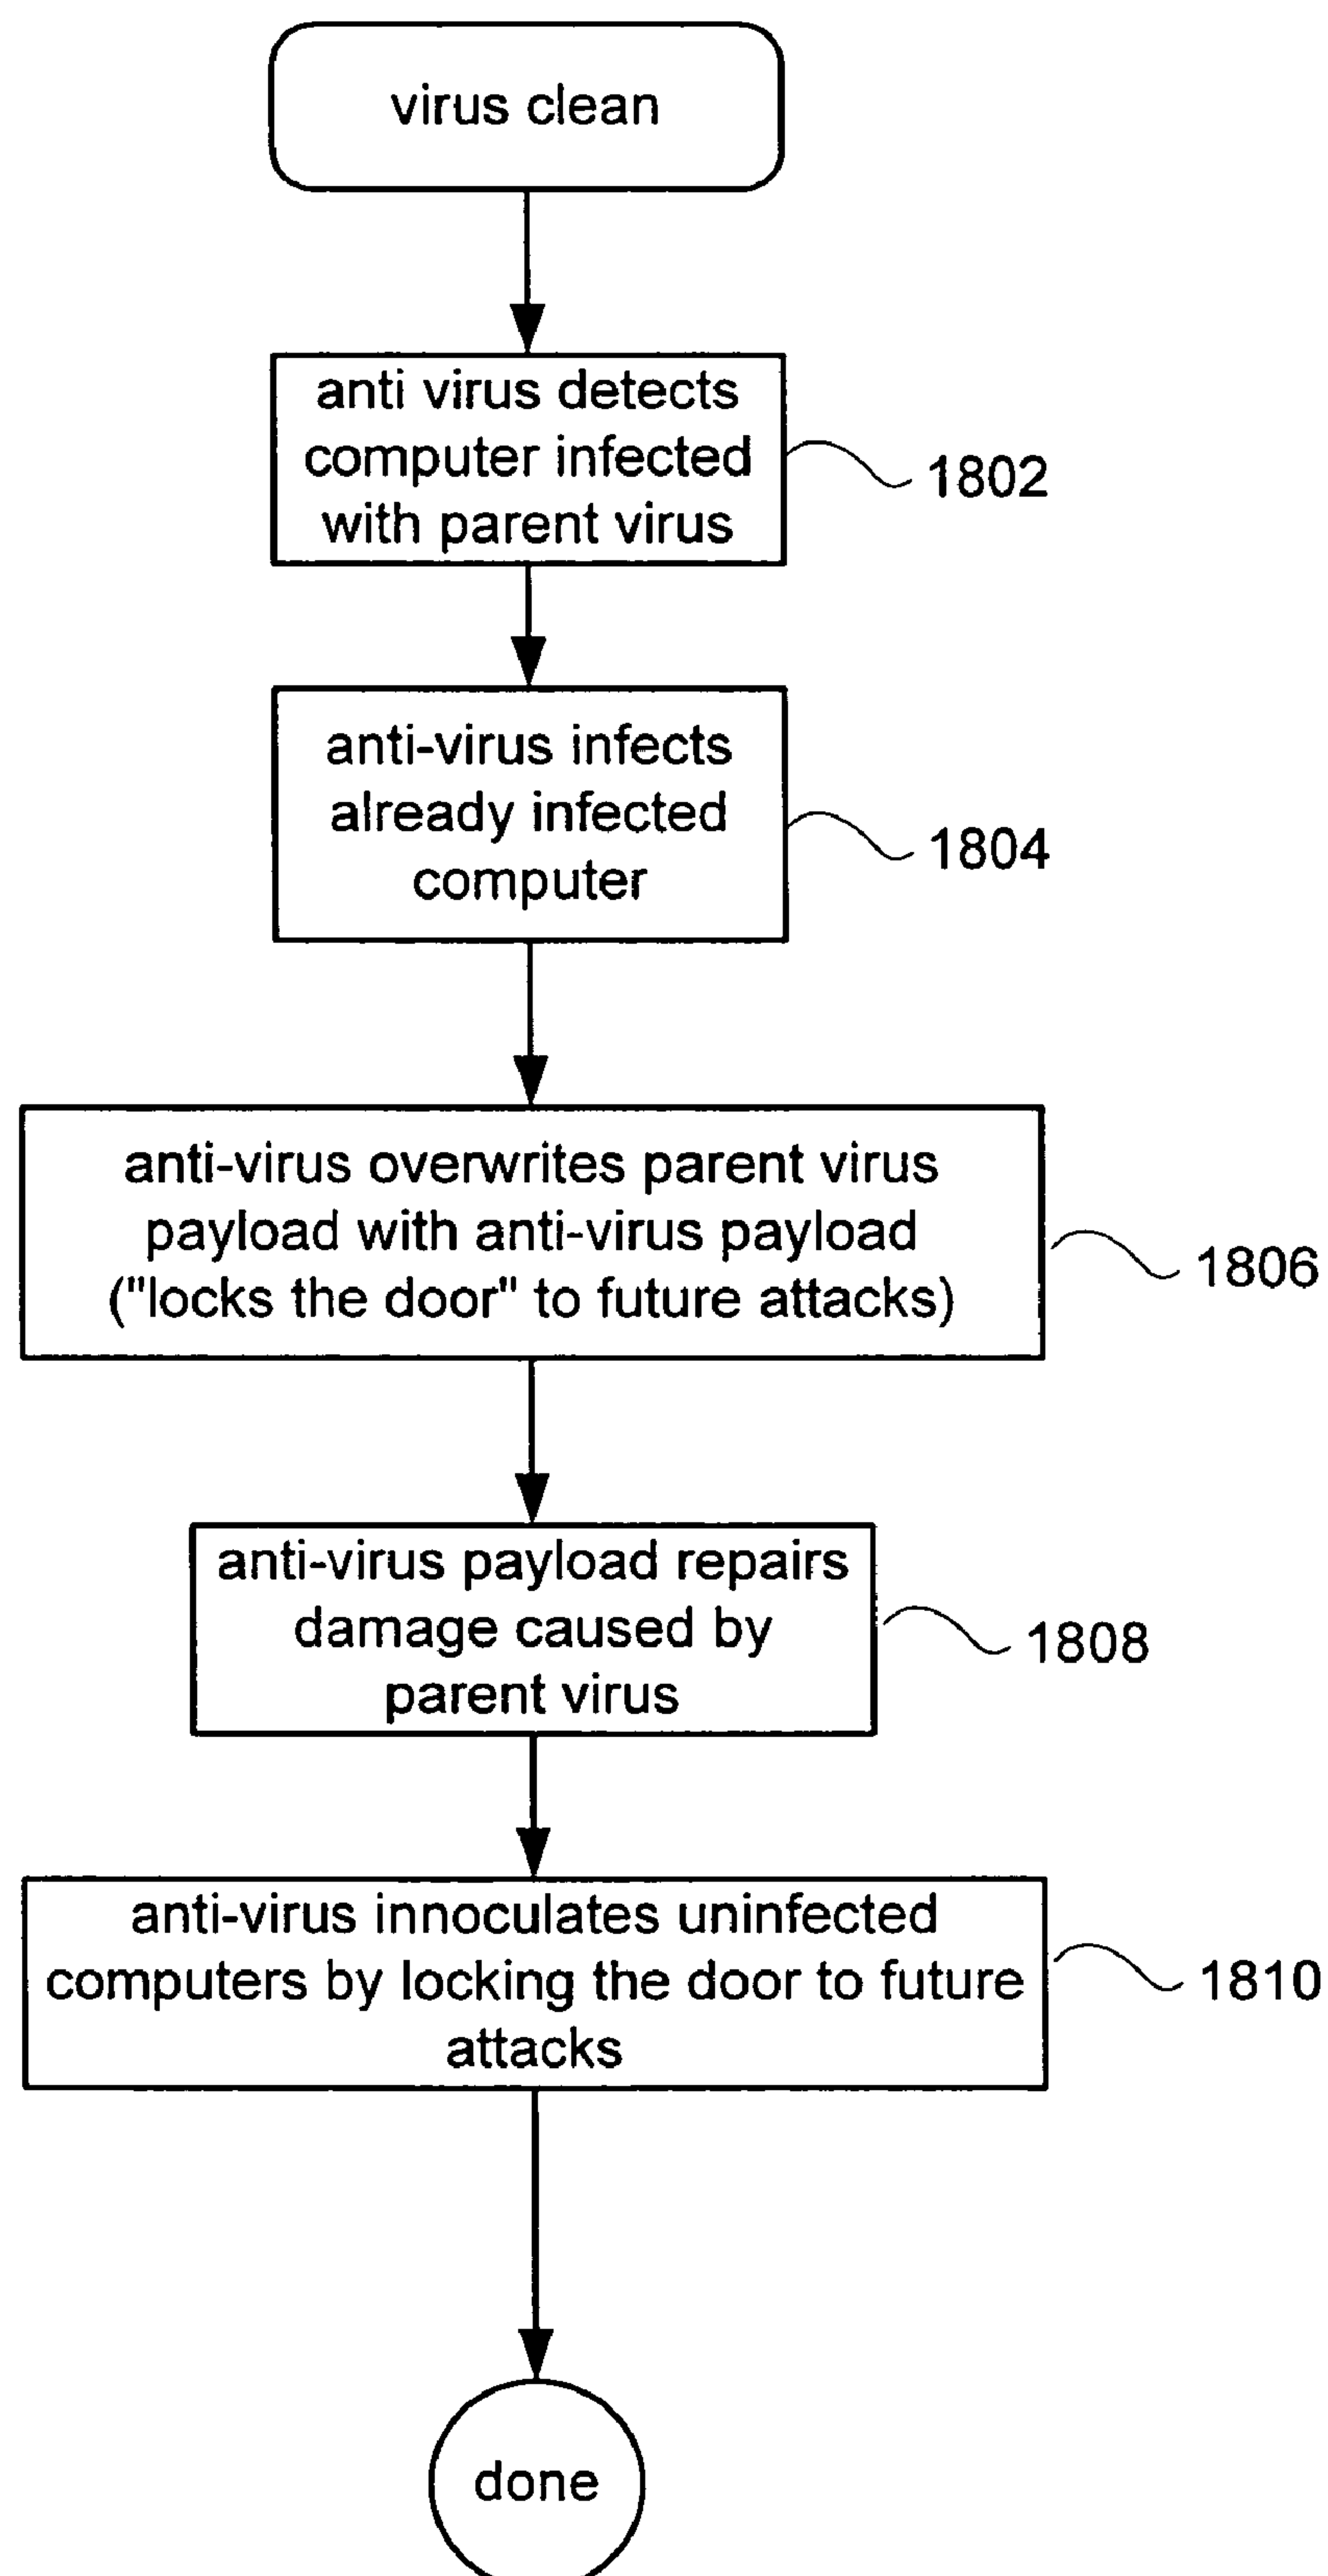 virus clean
anti virus detects
computer infected
with parent virus
1802
anti-virus infects
already infected
computer
1804
anti-virus overwrites parent virus
payload with anti-virus payload
("locks the door" to future attacks)
1806
anti-virus payload repairs
damage caused by
parent virus
1808
anti-virus innoculates uninfected
computers by locking the door to future
attacks
1810
done